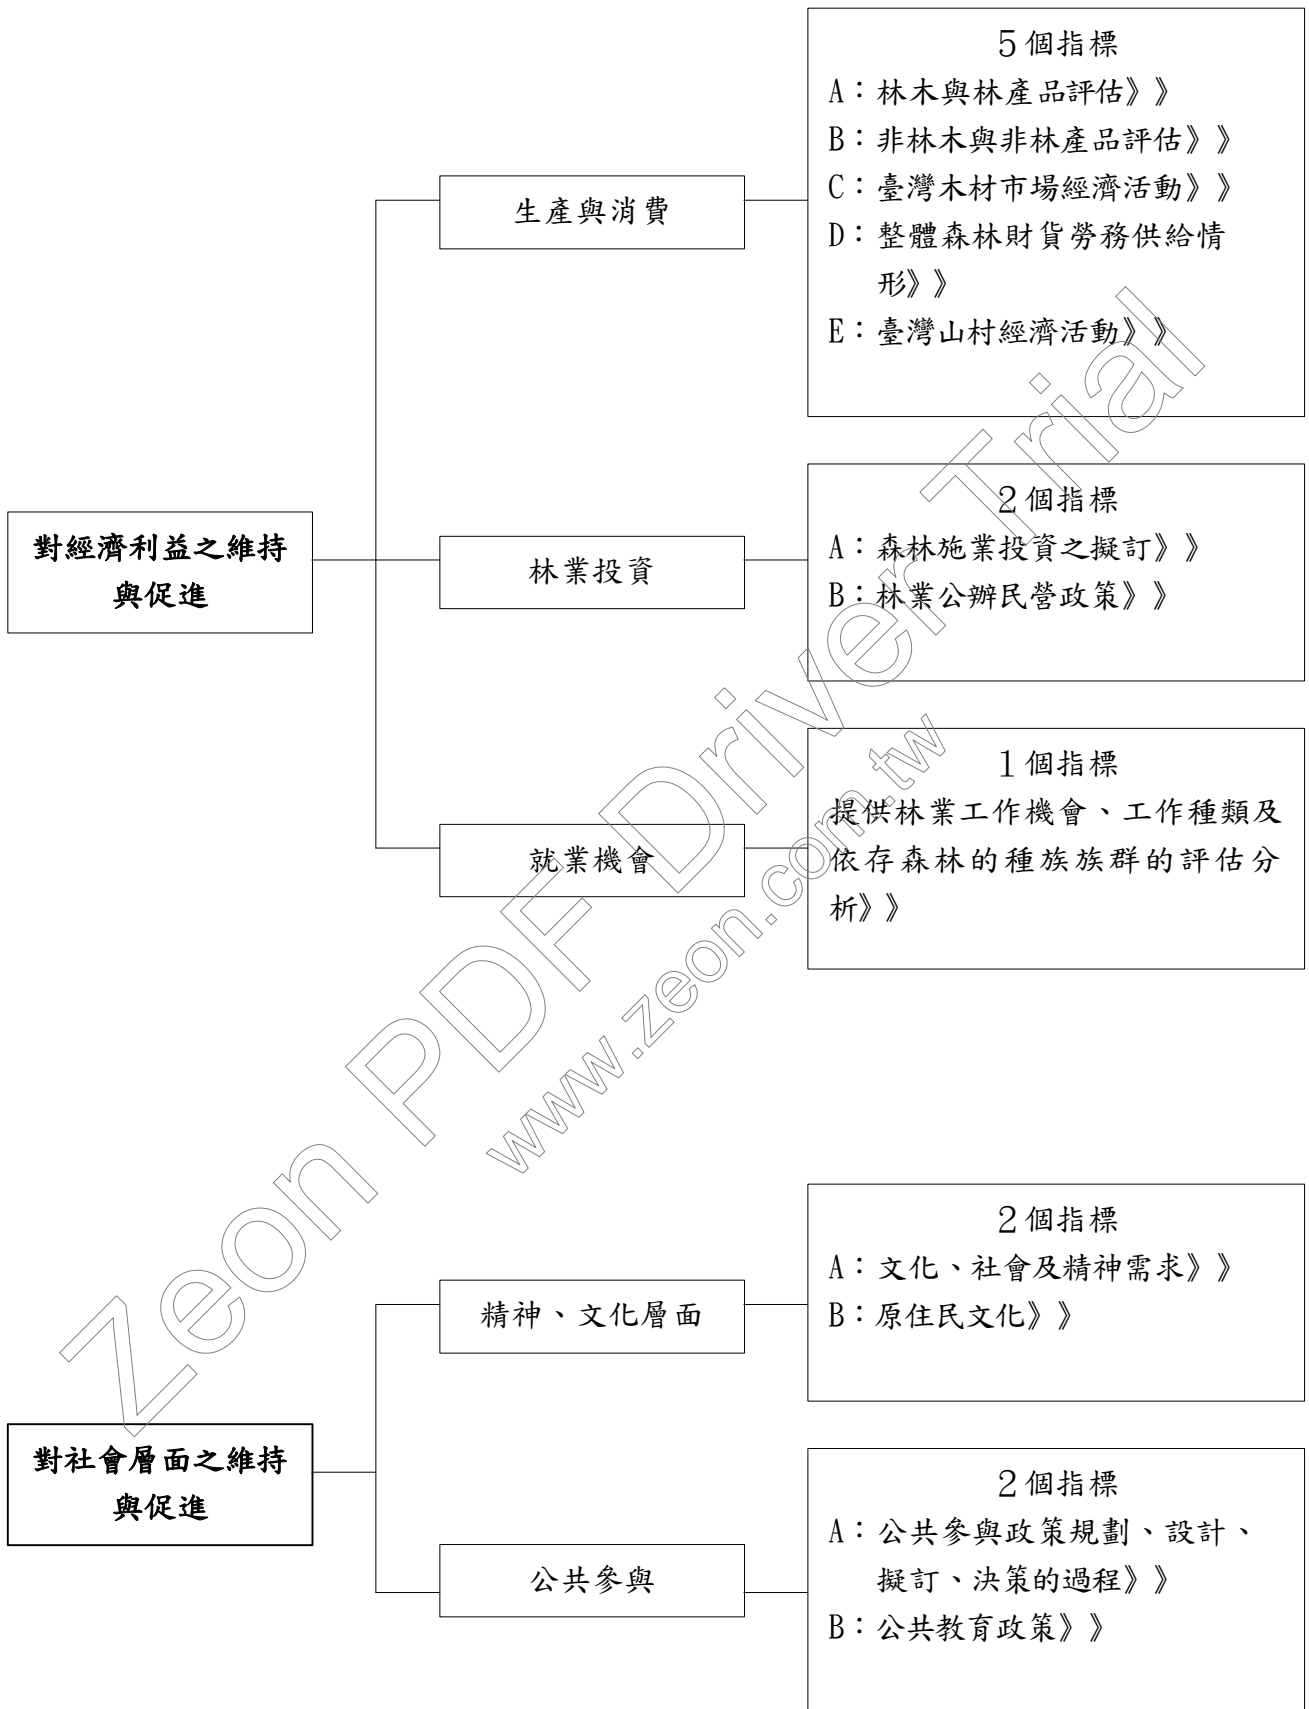 對經濟利益之維持
與促進
生產與消費
5個指標
A：林木與林產品評估》》
B：非林木與非林產品評估》》
C：臺灣木材市場經濟活動》》
D：整體森林財貨勞務供給情
形》》
E：臺灣山村經濟活動》》
林業投資
2個指標
A：森林施業投資之擬訂》》
B：林業公辦民營政策》》
就業機會
1個指標
提供林業工作機會、工作種類及
依存森林的種族族群的評估分
析》》
對社會層面之維持
與促進
精神、文化層面
2個指標
A：文化、社會及精神需求》》
B：原住民文化》》
公共參與
2個指標
A：公共參與政策規劃、設計、
擬訂、決策的過程》》
B：公共教育政策》》
Zeon PDF Driver Trial
www.zeon.com.tw